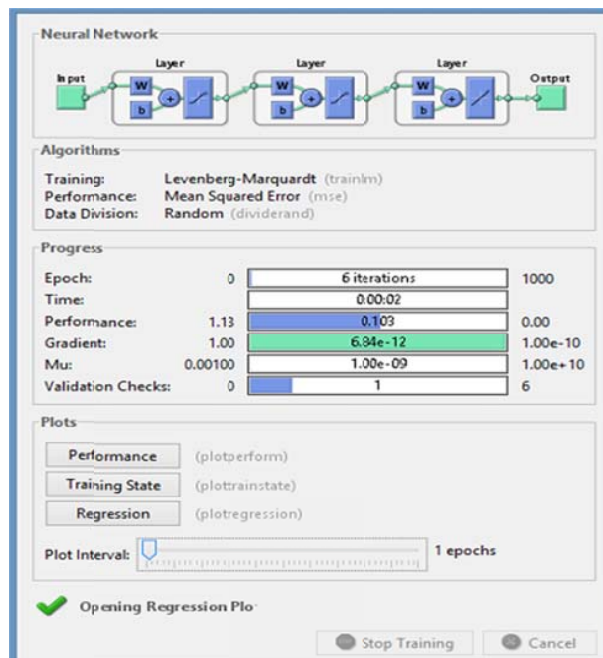 Neural Network
Layer Layer Layer
Input Output
W W W
b b b
+ + +
Algorithms
Training: Levenberg-Marquardt (trainlm)
Performance: Mean Squared Error (mse)
Data Division: Random (dividerand)
Progress
Epoch: 0 6 iterations 1000
Time: 0:00:02
Performance: 1.13 0.103 0.00
Gradient: 1.00 6.84e-12 1.00e-10
Mu: 0.00100 1.00e-09 1.00e+10
Validation Checks: 0 1 6
Plots
Performance (plotperform)
Training State (plottrainstate)
Regression (plotregression)
Plot Interval: 1 epochs
Opening Regression Plo
Stop Training Cancel